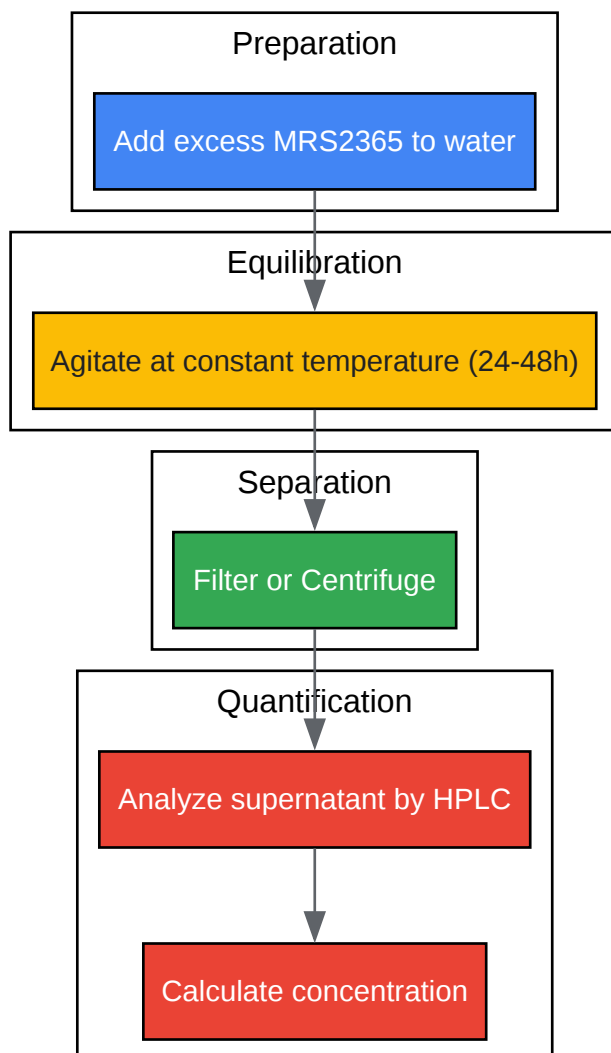 Preparation
Add excess MRS2365 to water
Equilibration
Agitate at constant temperature (24-48h)
Separation
Filter or Centrifuge
Quantification
Analyze supernatant by HPLC
Calculate concentration